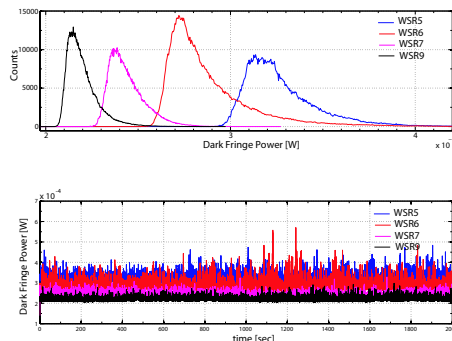 15000
10000
5000
0
Counts
WSR5
WSR6
WSR7
WSR9
2
3
4
x 10
Dark Fringe Power [W]
x 10⁻⁴
7
6
5
4
3
2
1
Dark Fringe Power [W]
WSR5
WSR6
WSR7
WSR9
0 200 400 600 800 1000 1200 1400 1600 1800
time [sec]